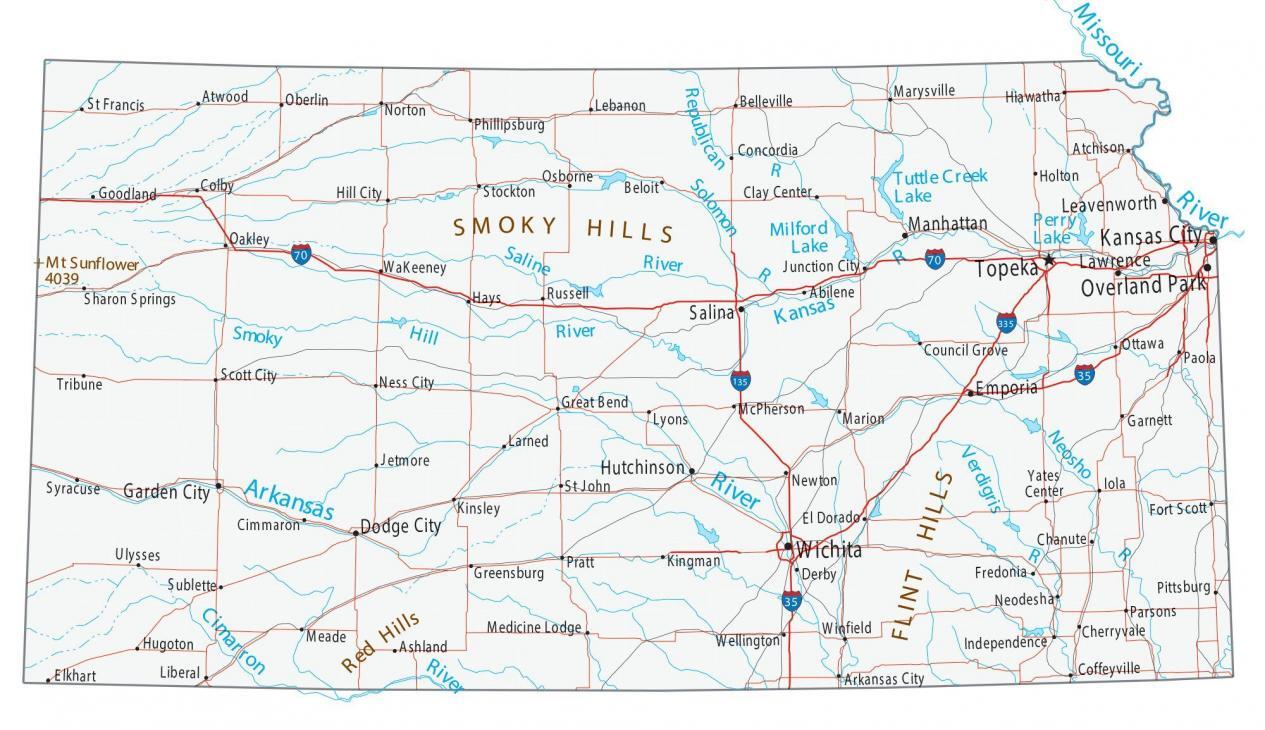 Missouri
St Francis
Atwood
Oberlin
Norton
Phillipsburg
Lebanon
Republican
Belleville
Marysville
Hiawatha
Concordia
R
Atchison
Goodland
Colby
Hill City
Stockton
Osborne
Beloit
Solomon
Clay Center
Tuttle Creek
Lake
Holton
Leavenworth
River
SMOKY HILLS
Milford
Lake
Manhattan
Perry
Lake
Kansas City
Oakley
70
Mt Sunflower
4039
WaKeeney
Saline
River
R
Junction City
R
70
Topeka
Lawrence
Overland Park
Sharon Springs
Hays
Russell
Salina
Abilene
Kansas
Smoky
Hill
River
335
Council Grove
Ottawa
Paola
Tribune
Scott City
Ness City
135
35
Emporia
Great Bend
Lyons
McPherson
Marion
Garnett
Larned
Neosho
Jetmore
Hutchinson
Newton
Verdigris
Syracuse
Garden City
Arkansas
Kinsley
St John
River
Yates
Center
Iola
Cimmaron
Dodge City
El Dorado
FLINT HILLS
Fort Scott
Ulysses
Wichita
Chanute
R
R
Sublette
Greensburg
Pratt
Kingman
Derby
Fredonia
Pittsburg
35
Neodesha
Parsons
Cimarron
Meade
Red Hills
Medicine Lodge
Wellington
Winfield
Independence
Cherryvale
Hugoton
Ashland
Elkhart
Liberal
River
Arkansas City
Coffeyville